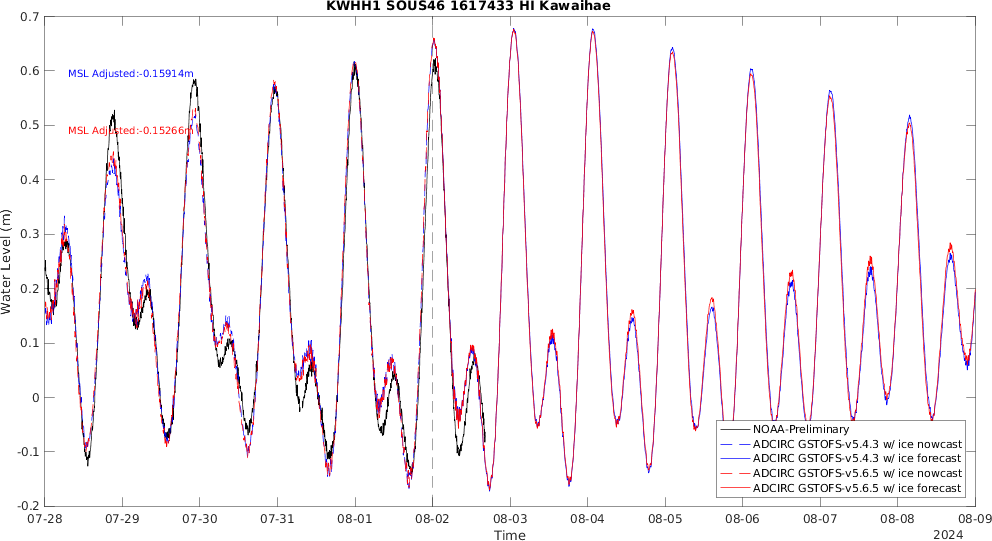 KWHH1 SOUS46 1617433 HI Kawaihae
0.7
0.6
0.5
0.4
0.3
0.2
0.1
0
-0.1
-0.2
Water Level (m)
MSL Adjusted:-0.15914m
MSL Adjusted:-0.15266m
NOAA-Preliminary
ADCIRC GSTOFS-v5.4.3 w/ ice nowcast
ADCIRC GSTOFS-v5.4.3 w/ ice forecast
ADCIRC GSTOFS-v5.6.5 w/ ice nowcast
ADCIRC GSTOFS-v5.6.5 w/ ice forecast
07-28 07-29 07-30 07-31 08-01 08-02 08-03 08-04 08-05 08-06 08-07 08-08 08-09
Time
2024